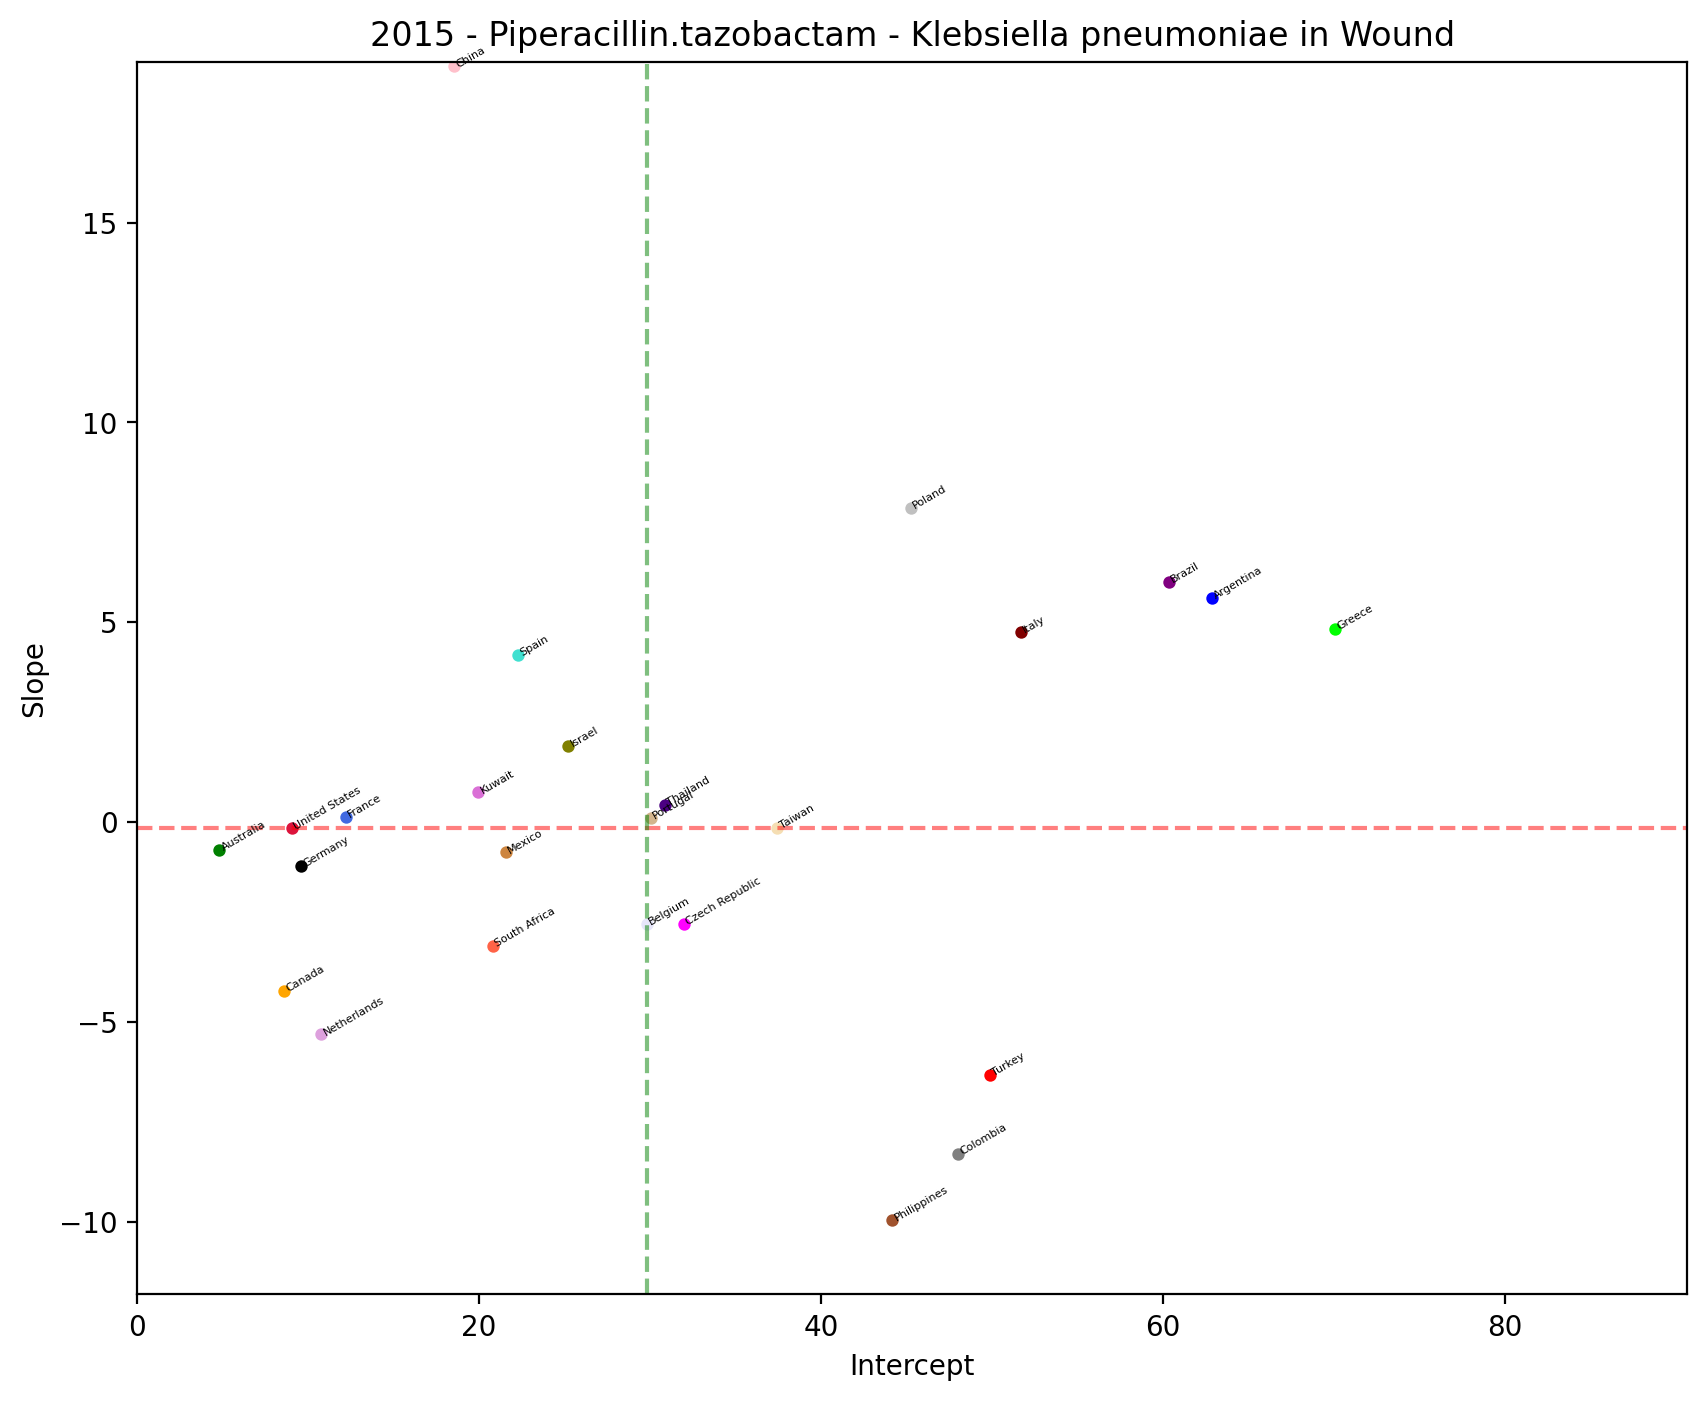 2015 - Piperacillin.tazobactam - Klebsiella pneumoniae in Wound
China
15
10
Poland
Brazil
Argentina
Greece
5
Italy
Spain
Slope
Israel
Kuwait
Thailand
Portugal
United States
France
Taiwan
0
Australia
Germany
Mexico
Belgium
Czech Republic
South Africa
Canada
Netherlands
−5
Turkey
Colombia
Philippines
−10
0 20 40 60 80
Intercept